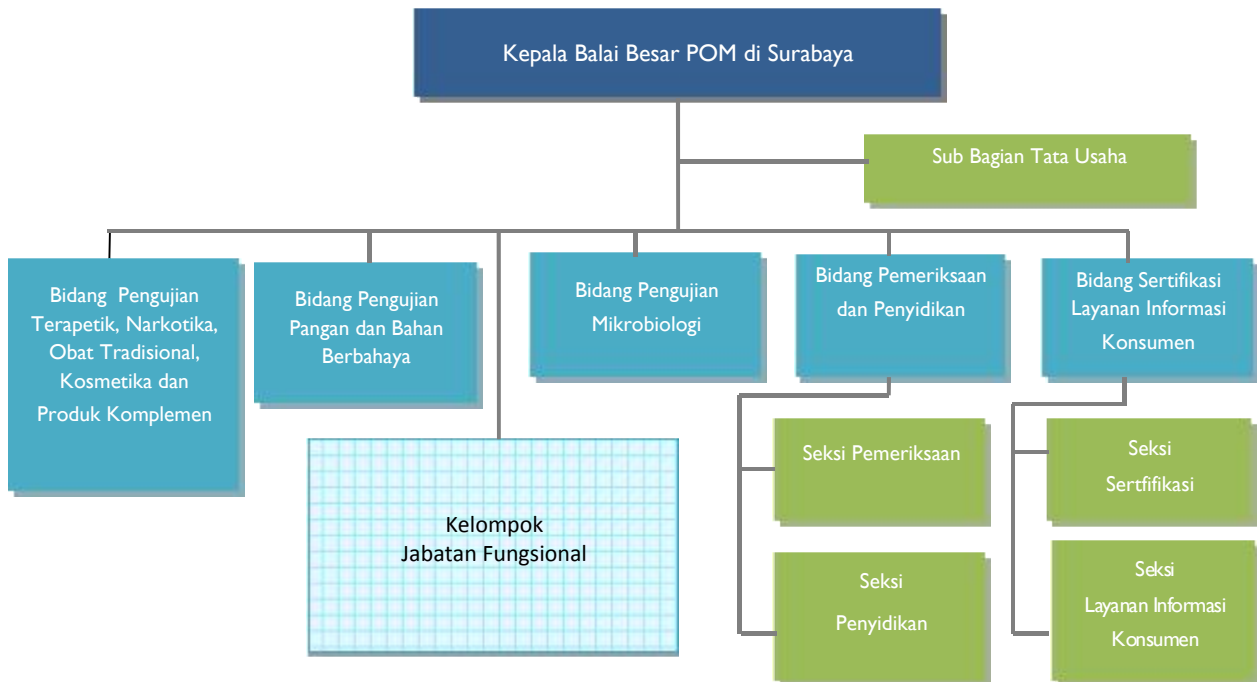 Kepala Balai Besar POM di Surabaya
Sub Bagian Tata Usaha
Bidang Pengujian
Terapetik, Narkotika,
Obat Tradisional,
Kosmetika dan
Produk Komplemen
Bidang Pengujian
Pangan dan Bahan
Berbahaya
Bidang Pengujian
Mikrobiologi
Bidang Pemeriksaan
dan Penyidikan
Bidang Sertifikasi
Layanan Informasi
Konsumen
Kelompok
Jabatan Fungsional
Seksi Pemeriksaan
Seksi
Penyidikan
Seksi
Sertfifikasi
Seksi
Layanan Informasi
Konsumen